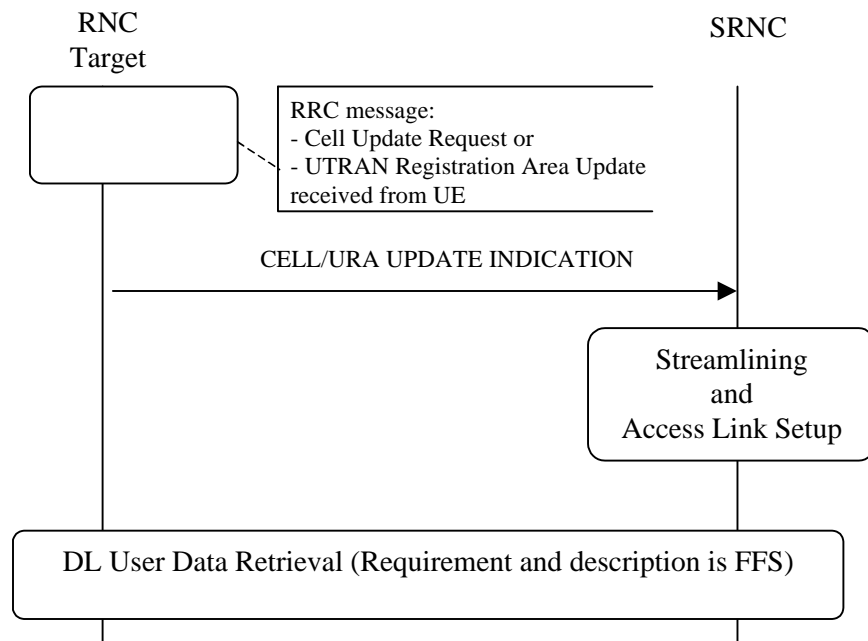 RNC
Target
SRNC
RRC message:
- Cell Update Request or
- UTRAN Registration Area Update
received from UE
CELL/URA UPDATE INDICATION
Streamlining
and
Access Link Setup
DL User Data Retrieval (Requirement and description is FFS)